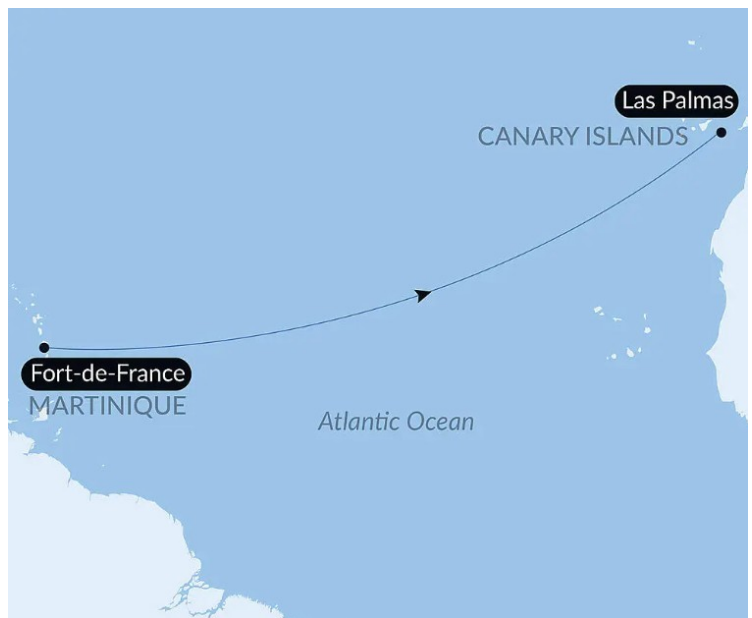 Las Palmas
CANARY ISLANDS
Fort-de-France
MARTINIQUE
Atlantic Ocean